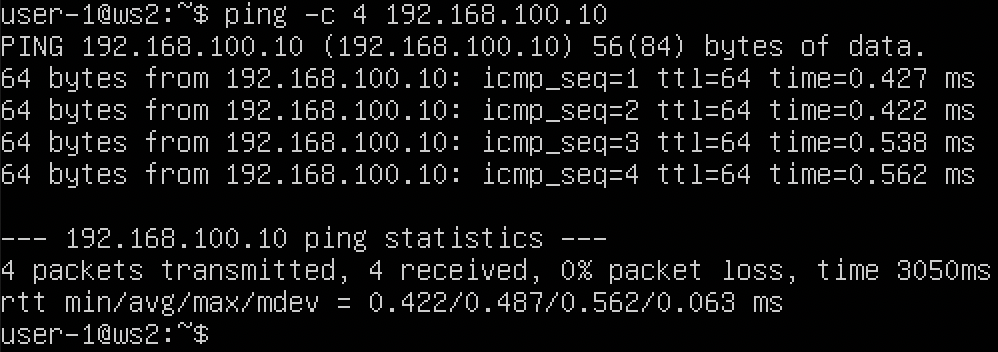 user-1@ws2:~$ ping -c 4 192.168.100.10
PING 192.168.100.10 (192.168.100.10) 56(84) bytes of data.
64 bytes from 192.168.100.10: icmp_seq=1 ttl=64 time=0.427 ms
64 bytes from 192.168.100.10: icmp_seq=2 ttl=64 time=0.422 ms
64 bytes from 192.168.100.10: icmp_seq=3 ttl=64 time=0.538 ms
64 bytes from 192.168.100.10: icmp_seq=4 ttl=64 time=0.562 ms
--- 192.168.100.10 ping statistics ---
4 packets transmitted, 4 received, 0% packet loss, time 3050ms
rtt min/avg/max/mdev = 0.422/0.487/0.562/0.063 ms
user-1@ws2:~$